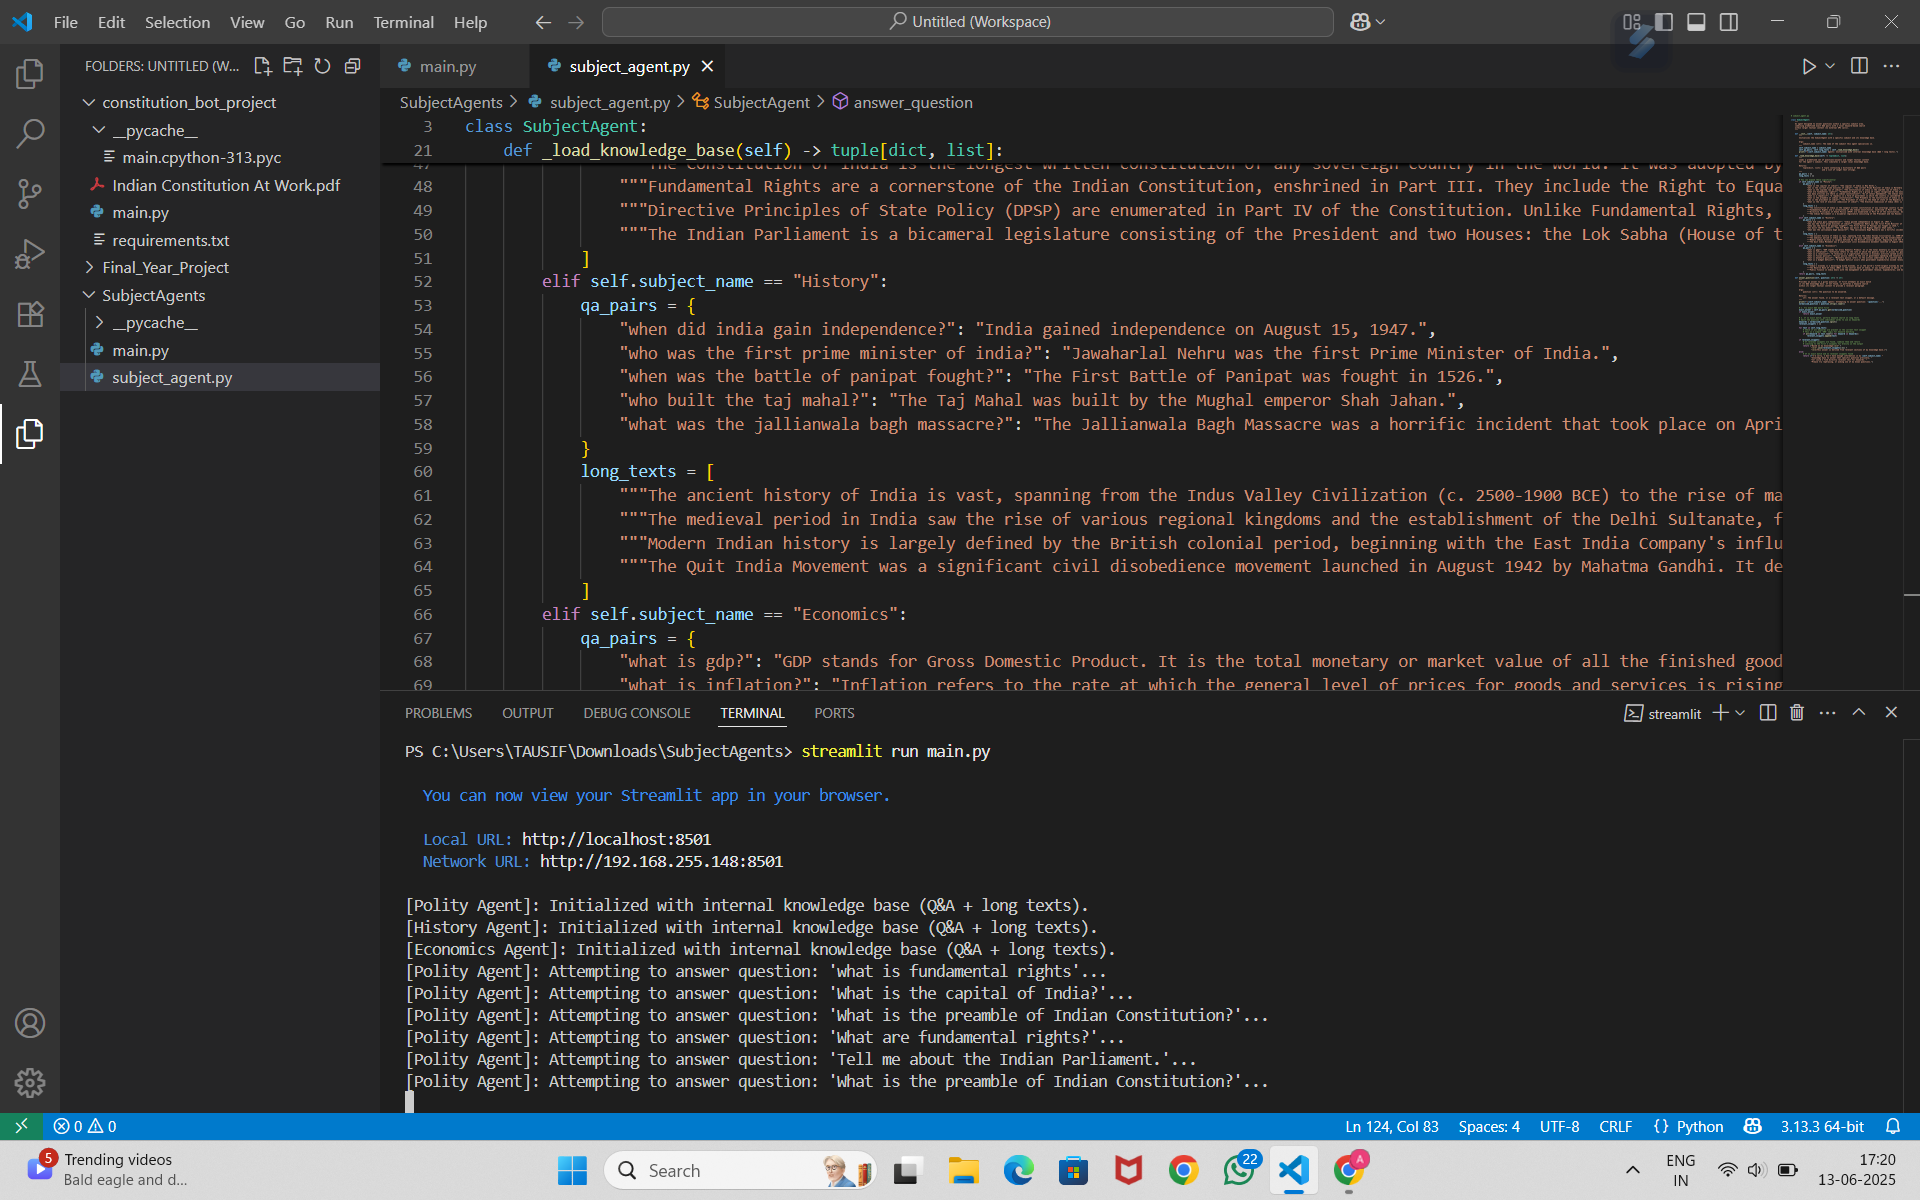 File Edit Selection View Go Run Terminal Help
Untitled (Workspace)
FOLDERS: UNTITLED (W...
constitution_bot_project
__pycache__
main.cpython-313.pyc
Indian Constitution At Work.pdf
main.py
requirements.txt
Final_Year_Project
SubjectAgents
__pycache__
main.py
subject_agent.py
main.py
subject_agent.py
SubjectAgents > subject_agent.py > SubjectAgent > answer_question
3 class SubjectAgent:
21 def _load_knowledge_base(self) -> tuple[dict, list]:
47 """The Constitution of India is the longest written constitution of any sovereign country in the world. It was adopted by
48 """Fundamental Rights are a cornerstone of the Indian Constitution, enshrined in Part III. They include the Right to Equa
49 """Directive Principles of State Policy (DPSP) are enumerated in Part IV of the Constitution. Unlike Fundamental Rights,
50 """The Indian Parliament is a bicameral legislature consisting of the President and two Houses: the Lok Sabha (House of t
51 ]
52 elif self.subject_name == "History":
53 qa_pairs = {
54 "when did india gain independence?": "India gained independence on August 15, 1947.",
55 "who was the first prime minister of india?": "Jawaharlal Nehru was the first Prime Minister of India.",
56 "when was the battle of panipat fought?": "The First Battle of Panipat was fought in 1526.",
57 "who built the taj mahal?": "The Taj Mahal was built by the Mughal emperor Shah Jahan.",
58 "what was the jallianwala bagh massacre?": "The Jallianwala Bagh Massacre was a horrific incident that took place on Apri
59 }
60 long_texts = [
61 """The ancient history of India is vast, spanning from the Indus Valley Civilization (c. 2500-1900 BCE) to the rise of ma
62 """The medieval period in India saw the rise of various regional kingdoms and the establishment of the Delhi Sultanate, f
63 """Modern Indian history is largely defined by the British colonial period, beginning with the East India Company's influ
64 """The Quit India Movement was a significant civil disobedience movement launched in August 1942 by Mahatma Gandhi. It de
65 ]
66 elif self.subject_name == "Economics":
67 qa_pairs = {
68 "what is gdp?": "GDP stands for Gross Domestic Product. It is the total monetary or market value of all the finished good
69 "what is inflation?": "Inflation refers to the rate at which the general level of prices for goods and services is rising
PROBLEMS OUTPUT DEBUG CONSOLE TERMINAL PORTS
streamlit
PS C:\Users\TAUSIF\Downloads\SubjectAgents> streamlit run main.py
You can now view your Streamlit app in your browser.
Local URL: http://localhost:8501
Network URL: http://192.168.255.148:8501
[Polity Agent]: Initialized with internal knowledge base (Q&A + long texts).
[History Agent]: Initialized with internal knowledge base (Q&A + long texts).
[Economics Agent]: Initialized with internal knowledge base (Q&A + long texts).
[Polity Agent]: Attempting to answer question: 'what is fundamental rights'...
[Polity Agent]: Attempting to answer question: 'What is the capital of India?'...
[Polity Agent]: Attempting to answer question: 'What is the preamble of Indian Constitution?'...
[Polity Agent]: Attempting to answer question: 'What are fundamental rights?'...
[Polity Agent]: Attempting to answer question: 'Tell me about the Indian Parliament.'...
[Polity Agent]: Attempting to answer question: 'What is the preamble of Indian Constitution?'...
0 0 Ln 124, Col 83 Spaces: 4 UTF-8 CRLF {} Python 3.13.3 64-bit
5
Trending videos
Bald eagle and d...
Search
22
A
ENG
IN
17:20
13-06-2025